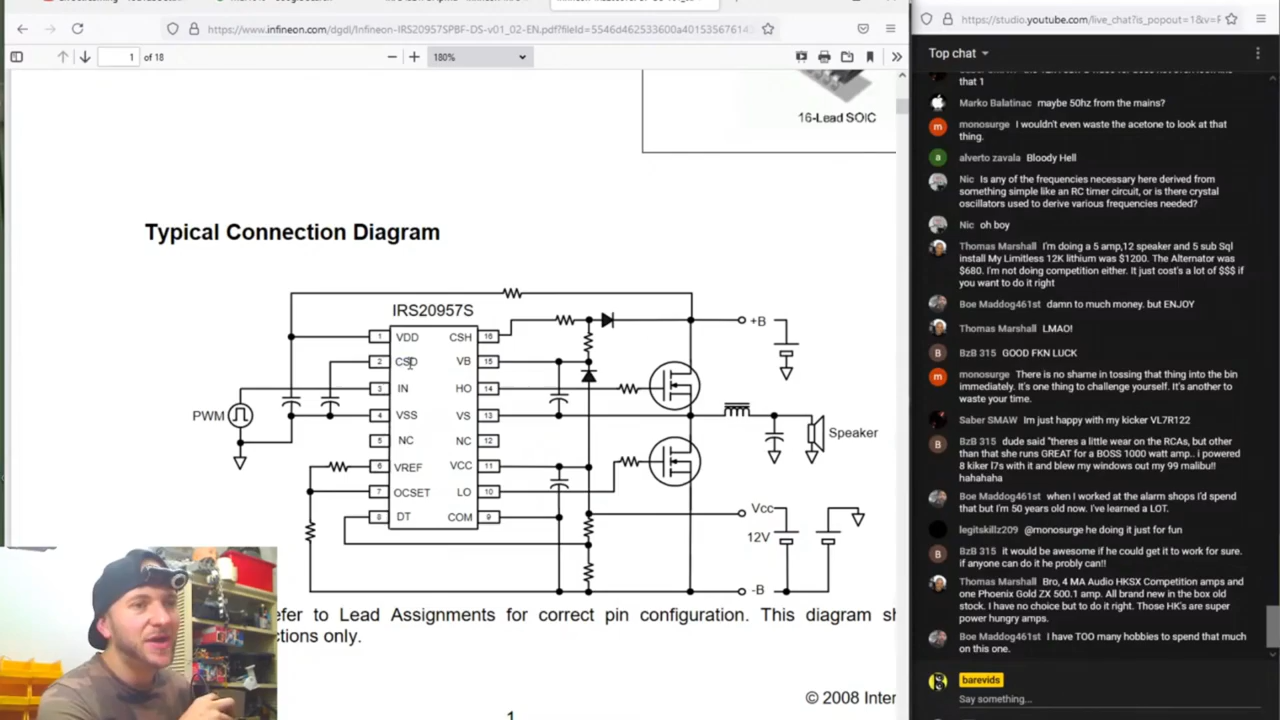 https://www.infineon.com/dgdl/Infineon-IRS20957SPBF-DS-v01_02-EN.pdf?fileId=5546d462533600a4015356761
1 of 18
180%
16-Lead SOIC
Typical Connection Diagram
IRS20957S
1 VDD CSH 16
2 CSD VB 15
3 IN HO 14
4 VSS VS 13
5 NC NC 12
6 VREF VCC 11
7 OCSET LO 10
8 DT COM 9
PWM
+B
Speaker
Vcc
12V
-B
efer to Lead Assignments for correct pin configuration. This diagram sh
ctions only.
© 2008 Inter
1
https://studio.youtube.com/live_chat?is_popout=1&v=F
Top chat
that 1
Marko Balatinac maybe 50hz from the mains?
monosurge I wouldn't even waste the acetone to look at that
thing.
alverto zavala Bloody Hell
Nic Is any of the frequencies necessary here derived from
something simple like an RC timer circuit, or is there crystal
oscillators used to derive various frequencies needed?
Nic oh boy
Thomas Marshall I'm doing a 5 amp,12 speaker and 5 sub Sql
install My Limitless 12K lithium was $1200. The Alternator was
$680. I'm not doing competition either. It just cost's a lot of $$$ if
you want to do it right
Boe Maddog461st damn to much money. but ENJOY
Thomas Marshall LMAO!
BzB 315 GOOD FKN LUCK
monosurge There is no shame in tossing that thing into the bin
immediately. It's one thing to challenge yourself. It's another to
waste your time.
Saber SMAW Im just happy with my kicker VL7R122
BzB 315 dude said "theres a little wear on the RCAs, but other
than that she runs GREAT for a BOSS 1000 watt amp.. i powered
8 kiker l7s with it and blew my windows out my 99 malibu!!
hahahaha
Boe Maddog461st when I worked at the alarm shops I'd spend
that but I'm 50 years old now. I've learned a LOT.
legitskillz209 @monosurge he doing it just for fun
BzB 315 it would be awesome if he could get it to work for sure.
if anyone can do it he probly can!!
Thomas Marshall Bro, 4 MA Audio HKSX Competition amps and
one Phoenix Gold ZX 500.1 amp. All brand new in the box old
stock. I have no choice but to do it right. Those HK's are super
power hungry amps.
Boe Maddog461st I have TOO many hobbies to spend that much
on this one.
barevids
Say something...